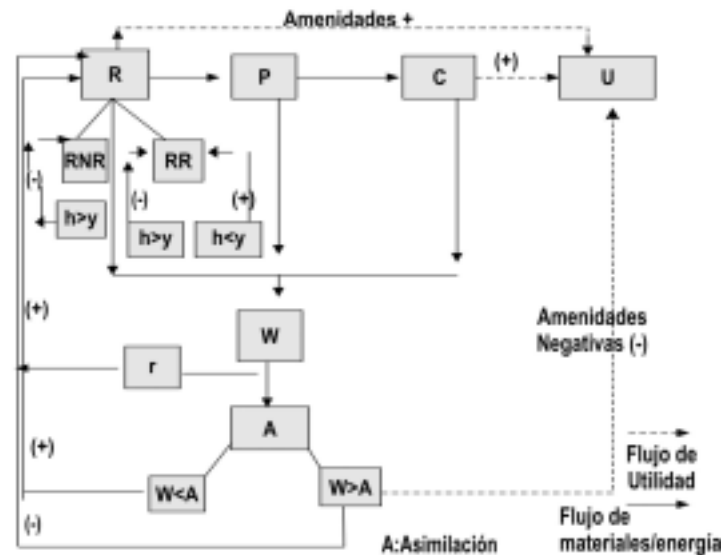 Amenidades +
R
P
C
(+)
U
RNR
RR
(-)
(-)
(+)
h>y
h>y
h<y
(+)
W
Amenidades
Negativas (-)
r
A
(+)
W<A
W>A
Flujo de
Utilidad
(-)
A:Asimilación
Flujo de
materiales/energía